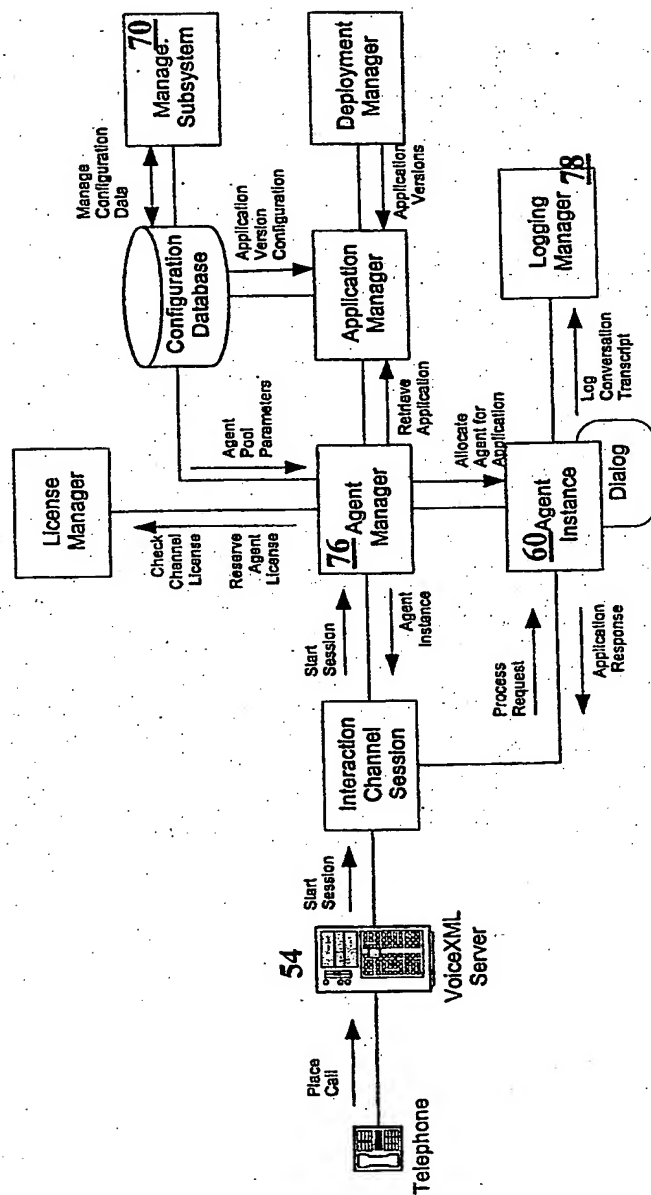 70
Manage.
Subsystem
Deployment
Manager
Manage
Configuration
Data
Application
Version
Configuration
Application
Versions
Configuration
Database
Application
Manager
Logging
Manager 78
License
Manager
Agent
Pool
Parameters
Retrieve
Application
Allocate
Agent for
Application
Log
Conversation
Transcript
Check
Channel
License
Reserve
Agent
License
76 Agent
Manager
60 Agent
Instance
Dialog
Start
Session
Agent
Instance
Process
Request
Application
Response
Interaction
Channel
Session
Start
Session
54
VoiceXML
Server
Place
Call
Telephone